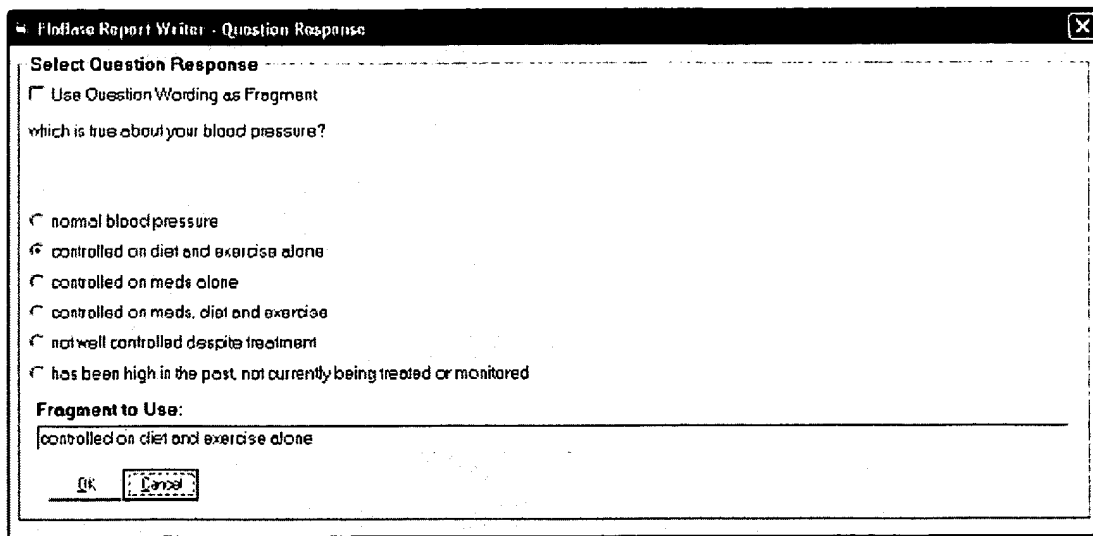 FloBase Report Writer - Question Response
Select Question Response
Use Question Wording as Fragment
which is true about your blood pressure?
normal blood pressure
controlled on diet and exercise alone
controlled on meds alone
controlled on meds, diet and exercise
not well controlled despite treatment
has been high in the past, not currently being treated or monitored
Fragment to Use:
controlled on diet and exercise alone
OK Cancel